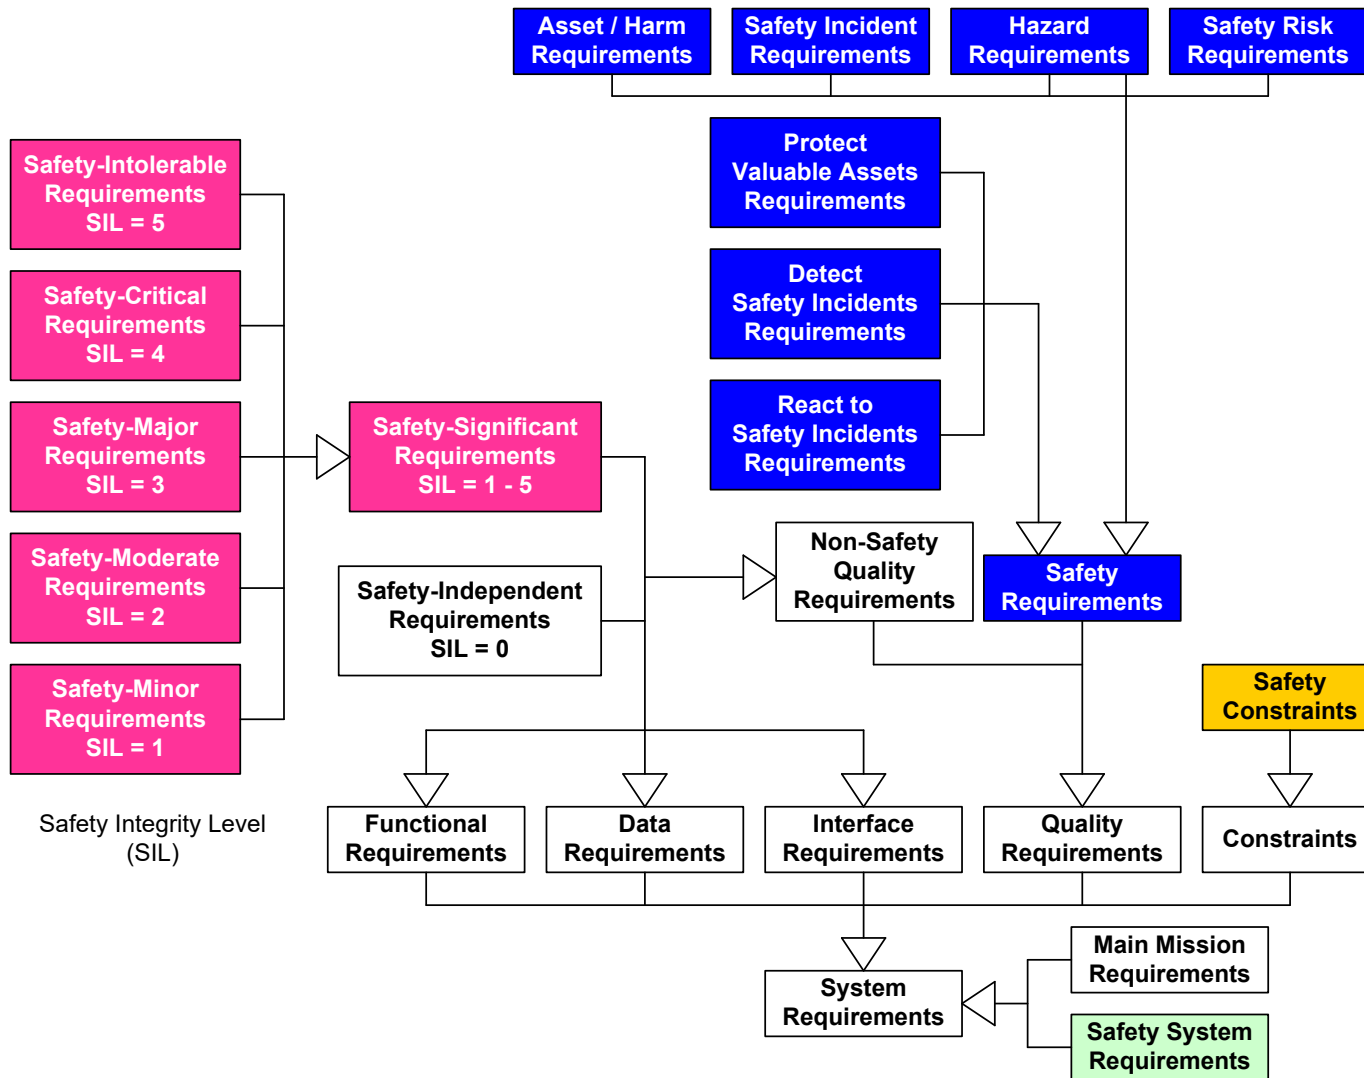 Asset / Harm
Requirements
Safety Incident
Requirements
Hazard
Requirements
Safety Risk
Requirements
Protect
Valuable Assets
Requirements
Safety-Intolerable
Requirements
SIL = 5
Detect
Safety Incidents
Requirements
Safety-Critical
Requirements
SIL = 4
React to
Safety Incidents
Requirements
Safety-Major
Requirements
SIL = 3
Safety-Significant
Requirements
SIL = 1 - 5
Non-Safety
Quality
Requirements
Safety
Requirements
Safety-Moderate
Requirements
SIL = 2
Safety-Independent
Requirements
SIL = 0
Safety-Minor
Requirements
SIL = 1
Safety
Constraints
Safety Integrity Level
(SIL)
Functional
Requirements
Data
Requirements
Interface
Requirements
Quality
Requirements
Constraints
System
Requirements
Main Mission
Requirements
Safety System
Requirements